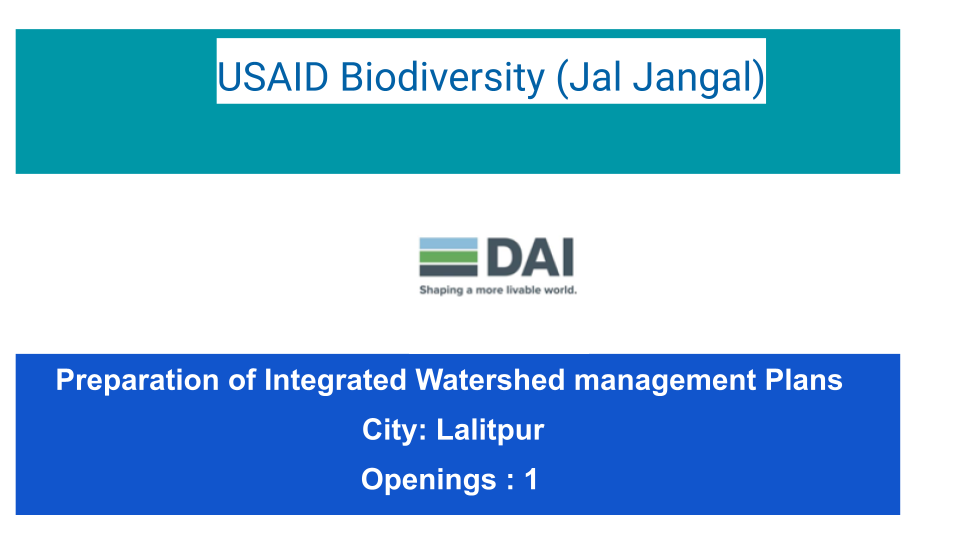 USAID Biodiversity (Jal Jangal)
DAI
Shaping a more livable world.
Preparation of Integrated Watershed management Plans
City: Lalitpur
Openings : 1